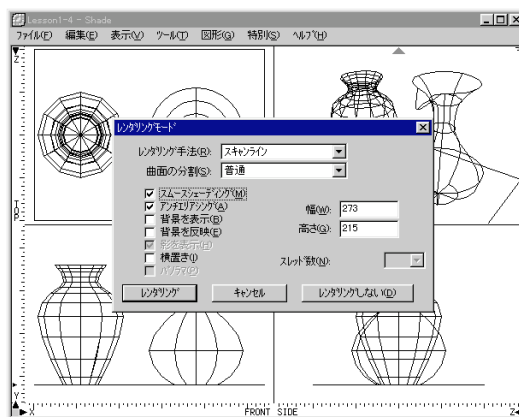 Lesson1-4 - Shade
ファイル(F) 編集(E) 表示(V) ツール(T) 図形(G) 特別(S) ヘルプ(H)
Z
TOP
レンダリングモード
レンダリング手法(R): スキャンライン
曲面の分割(S): 普通
スムースシェーディング(M)
アンチエリアシング(A)
背景を表示(B)
背景を反映(E)
影を表示(H)
横置き(I)
パノラマ(P)
幅(W): 273
高さ(G): 215
スレッド数(N):
レンダリング
キャンセル
レンダリングしない(D)
Y
X FRONT SIDE Z